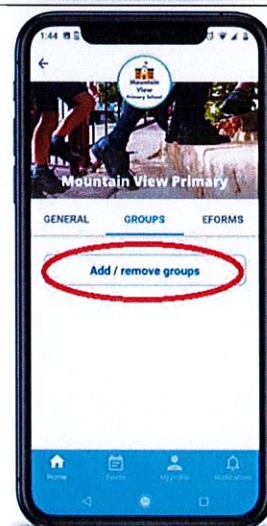 1:44
Mountain
View
Primary School
Mountain View Primary
GENERAL GROUPS EFORMS
Add / remove groups
Home Events My profile Notifications